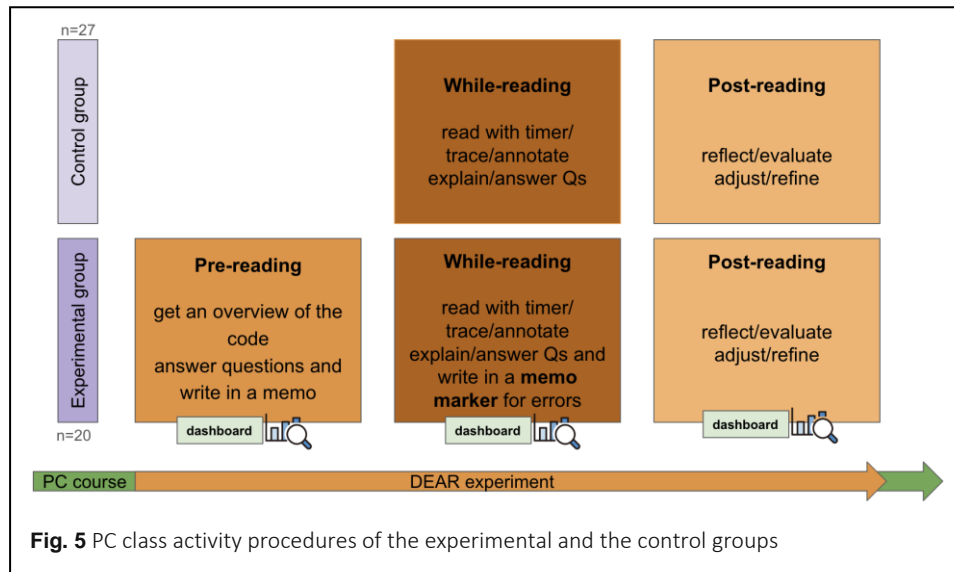 n=27
Control group
While-reading
read with timer/
trace/annotate
explain/answer Qs
Post-reading
reflect/evaluate
adjust/refine
Experimental group
n=20
Pre-reading
get an overview of the
code
answer questions and
write in a memo
dashboard
While-reading
read with timer/
trace/annotate
explain/answer Qs and
write in a memo
marker for errors
dashboard
Post-reading
reflect/evaluate
adjust/refine
dashboard
PC course
DEAR experiment
Fig. 5 PC class activity procedures of the experimental and the control groups